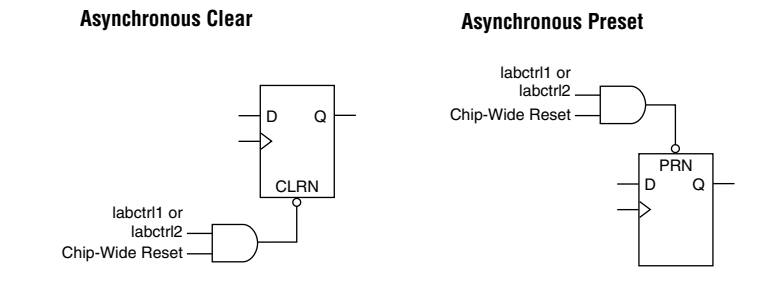 Asynchronous Clear
D Q
CLRN
labctrl1 or
labctrl2
Chip-Wide Reset
Asynchronous Preset
labctrl1 or
labctrl2
Chip-Wide Reset
PRN
D Q